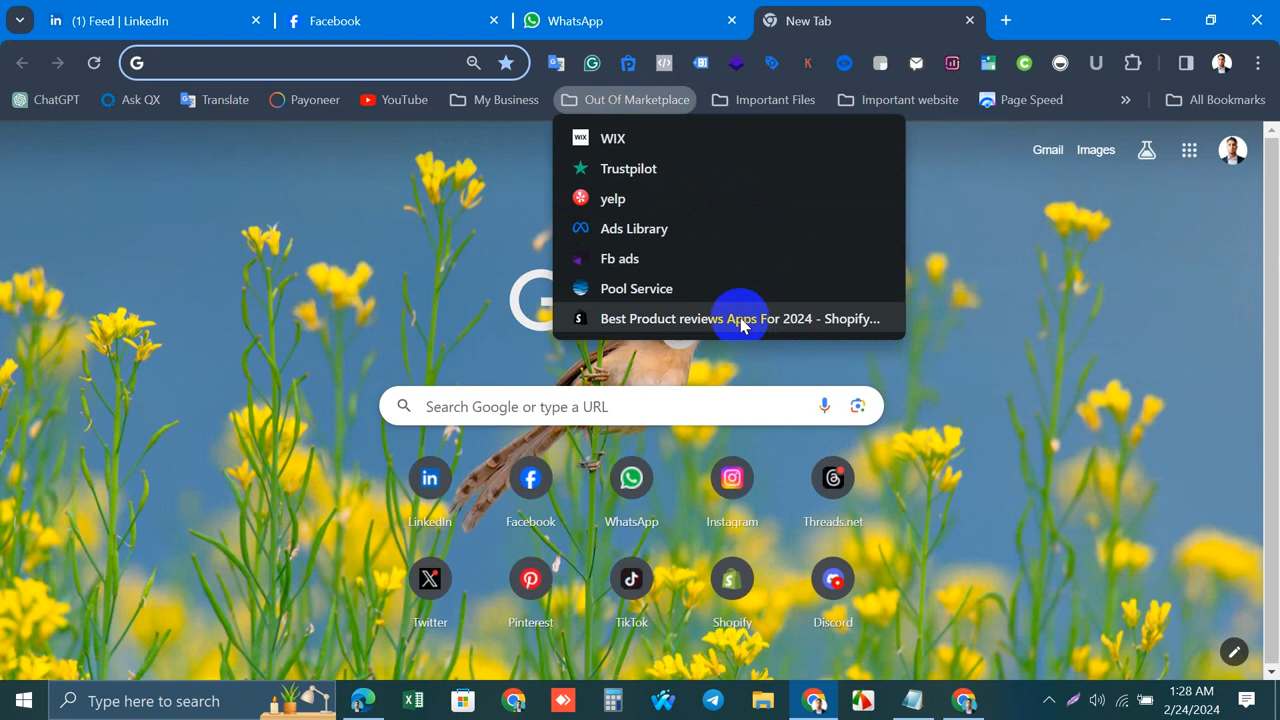 (1) Feed | LinkedIn
Facebook
WhatsApp
New Tab
ChatGPT
Ask QX
Translate
Payoneer
YouTube
My Business
Out Of Marketplace
Important Files
Important website
Page Speed
All Bookmarks
WIX
Trustpilot
yelp
Ads Library
Fb ads
Pool Service
Best Product reviews Apps For 2024 - Shopify...
Gmail
Images
Search Google or type a URL
LinkedIn
Facebook
WhatsApp
Instagram
Threads.net
Twitter
Pinterest
TikTok
Shopify
Discord
Type here to search
1:28 AM
2/24/2024